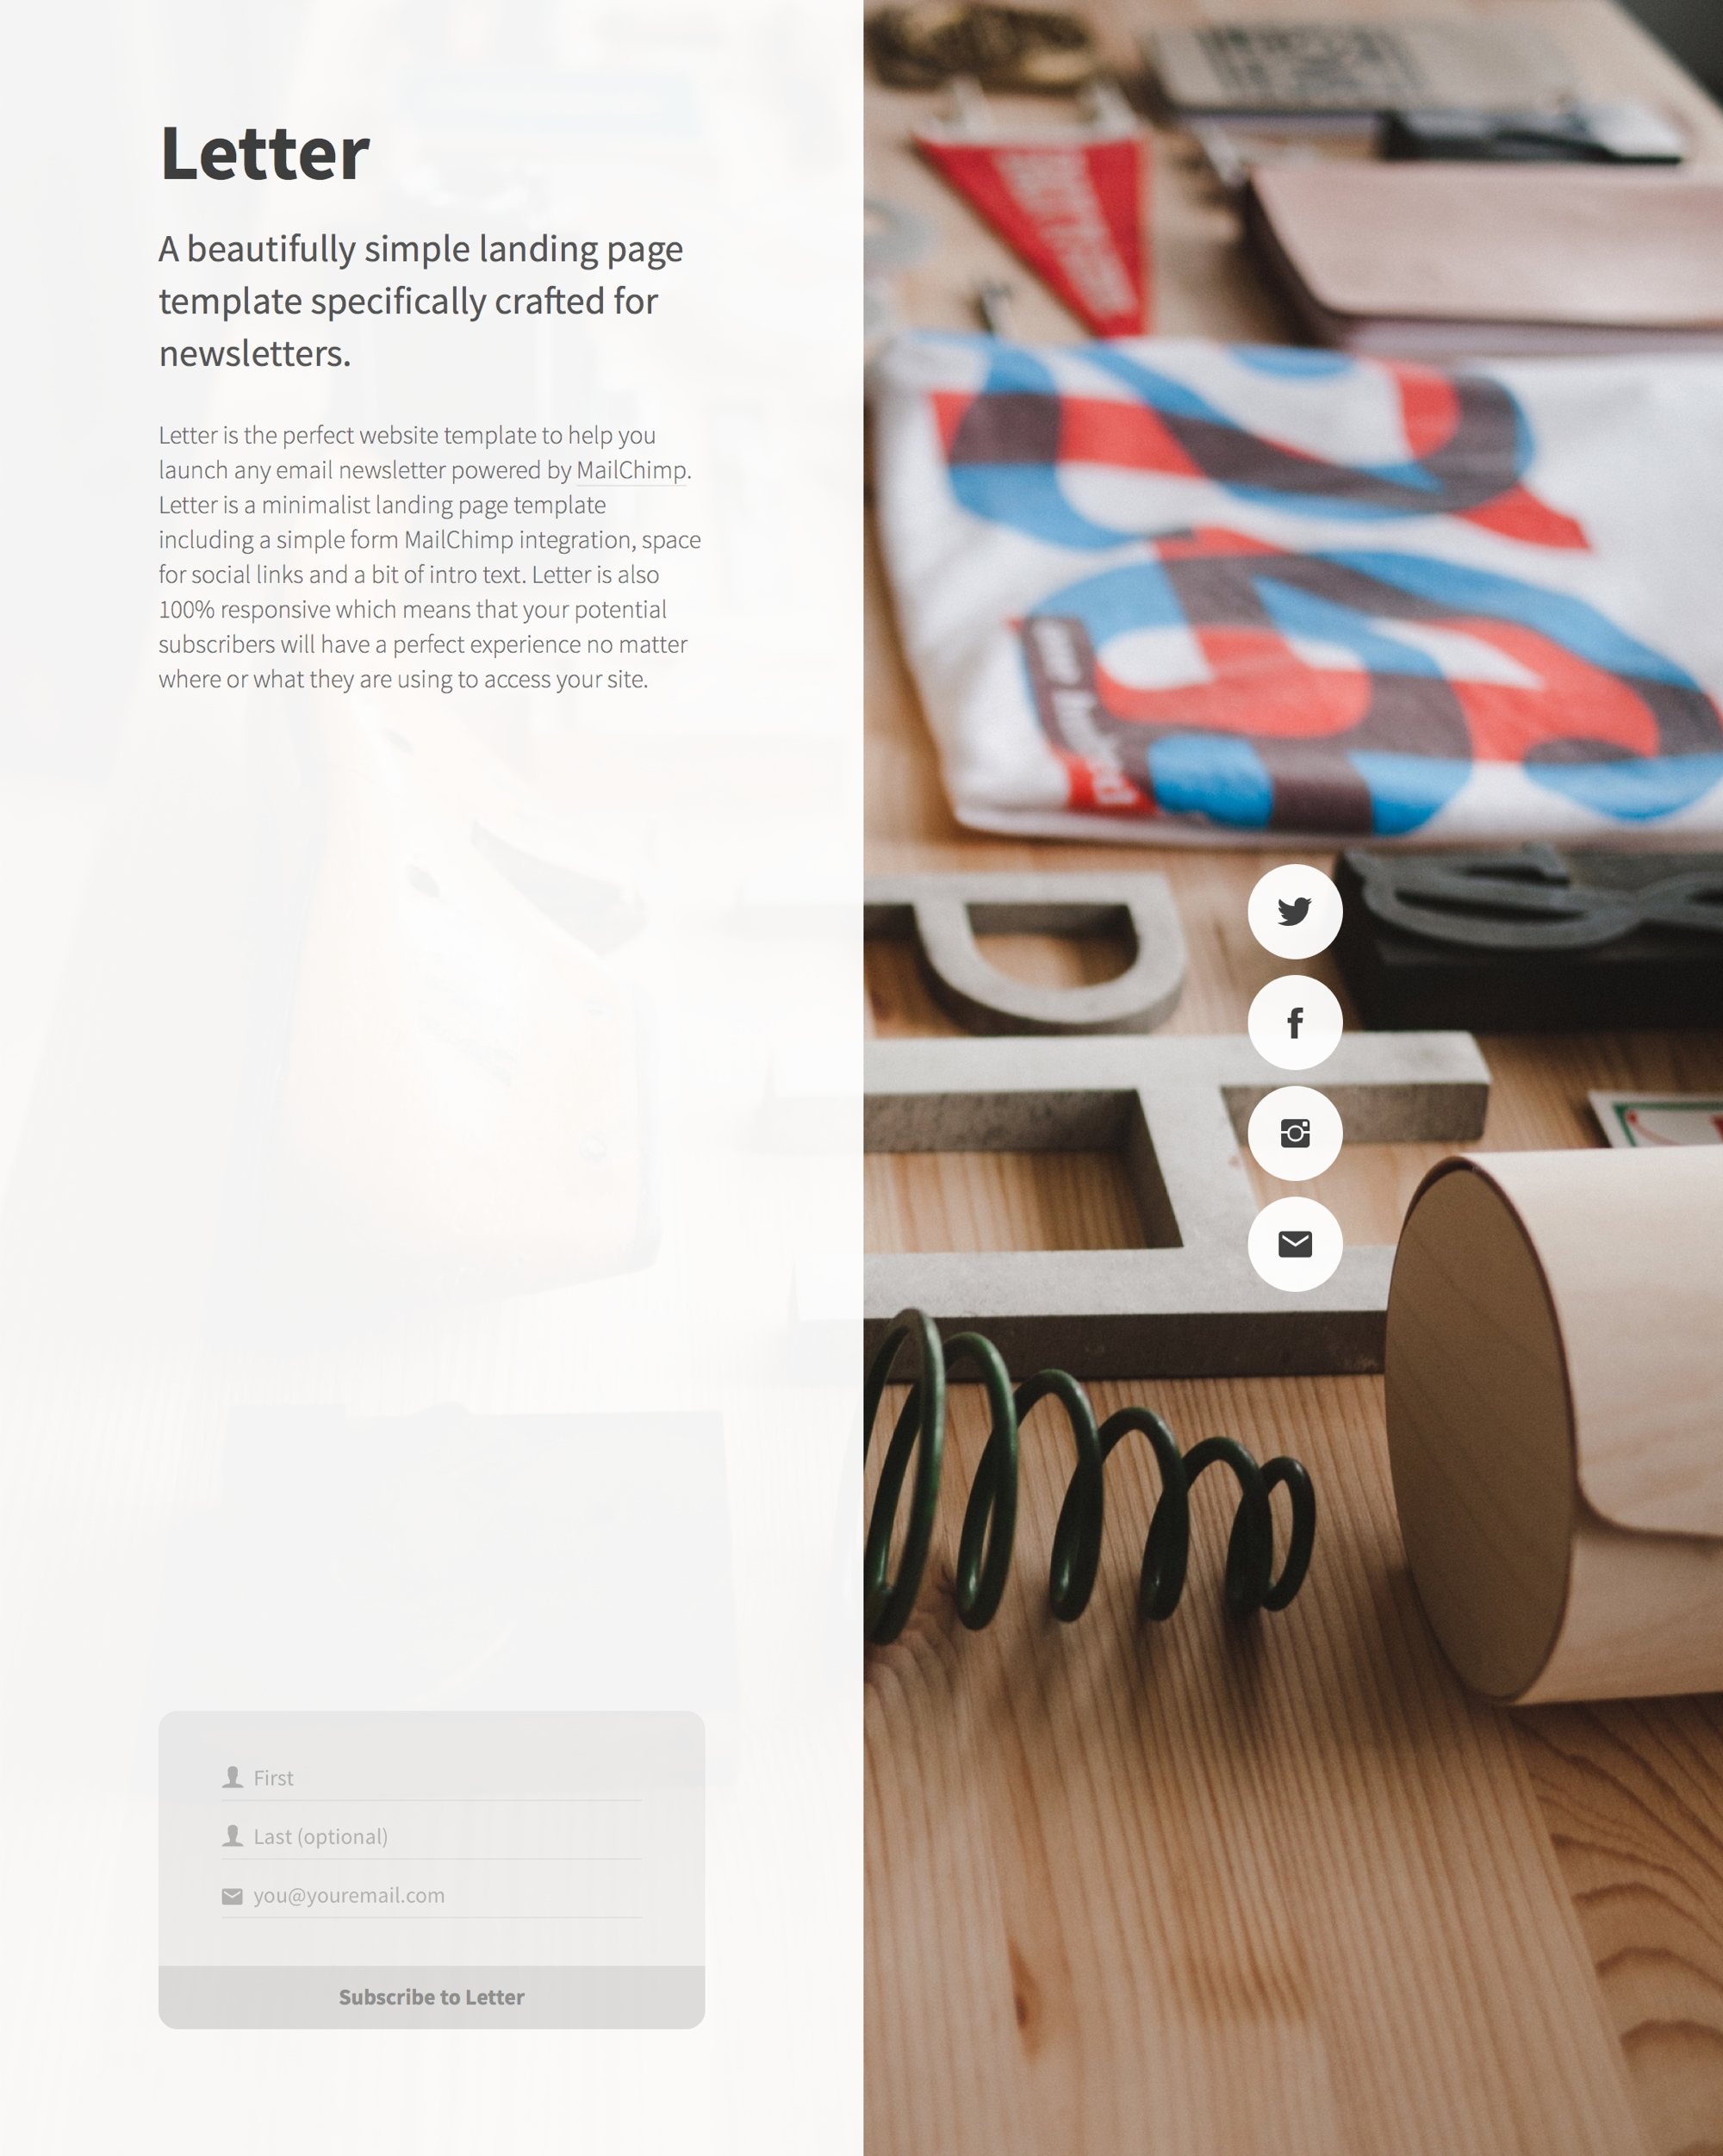 Letter
A beautifully simple landing page
template specifically crafted for
newsletters.
Letter is the perfect website template to help you
launch any email newsletter powered by MailChimp.
Letter is a minimalist landing page template
including a simple form MailChimp integration, space
for social links and a bit of intro text. Letter is also
100% responsive which means that your potential
subscribers will have a perfect experience no matter
where or what they are using to access your site.
First
Last (optional)
you@youremail.com
Subscribe to Letter